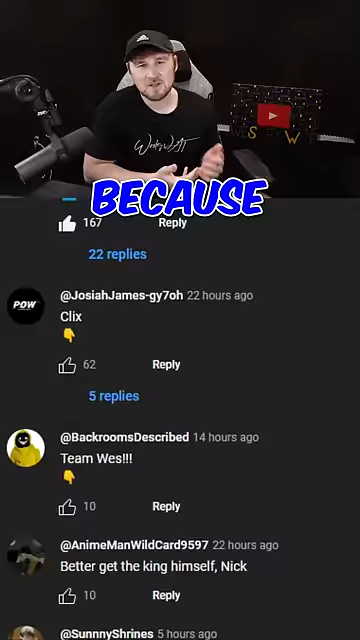 BECAUSE
167
Reply
22 replies
POW
@JosiahJames-gy7oh 22 hours ago
Clix
👇
62
Reply
5 replies
@BackroomsDescribed 14 hours ago
Team Wes!!!
👇
10
Reply
@AnimeManWildCard9597 22 hours ago
Better get the king himself, Nick
10
Reply
@SunnnyShrines 5 hours ago